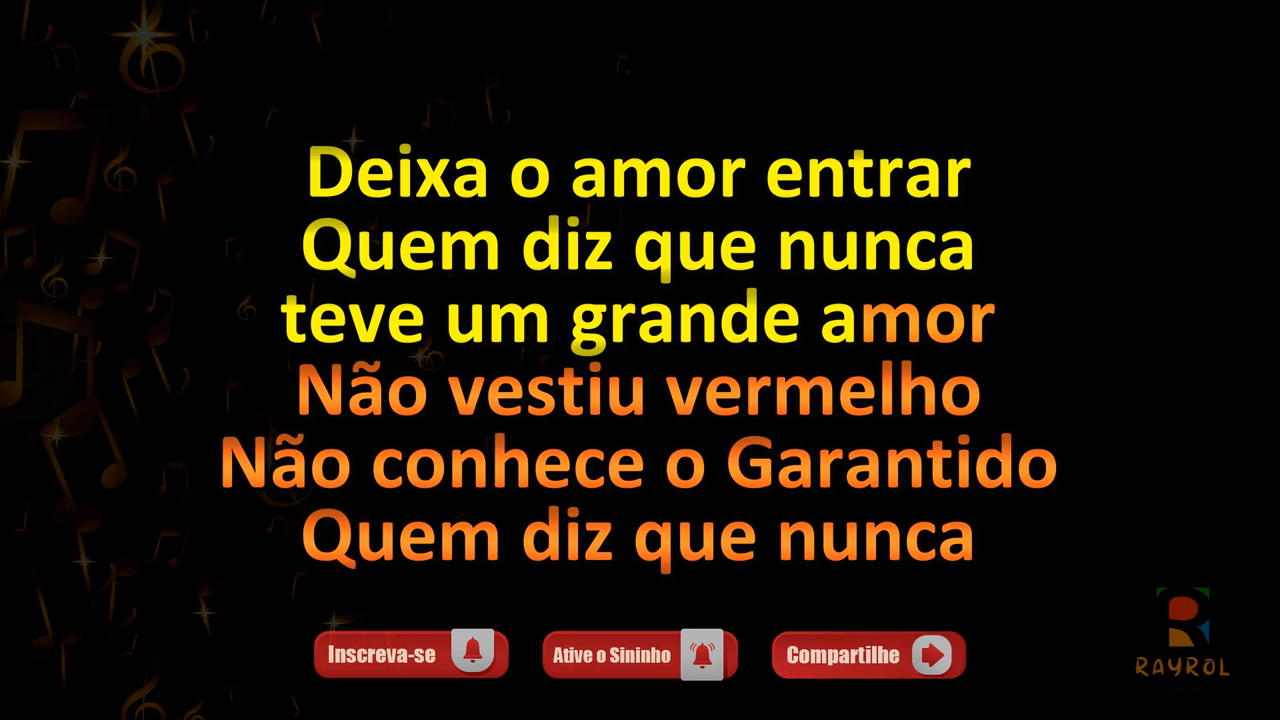 Deixa o amor entrar
Quem diz que nunca
teve um grande amor
Não vestiu vermelho
Não conhece o Garantido
Quem diz que nunca
Inscreva-se
Ative o Sininho
Compartilhe
RAYROL